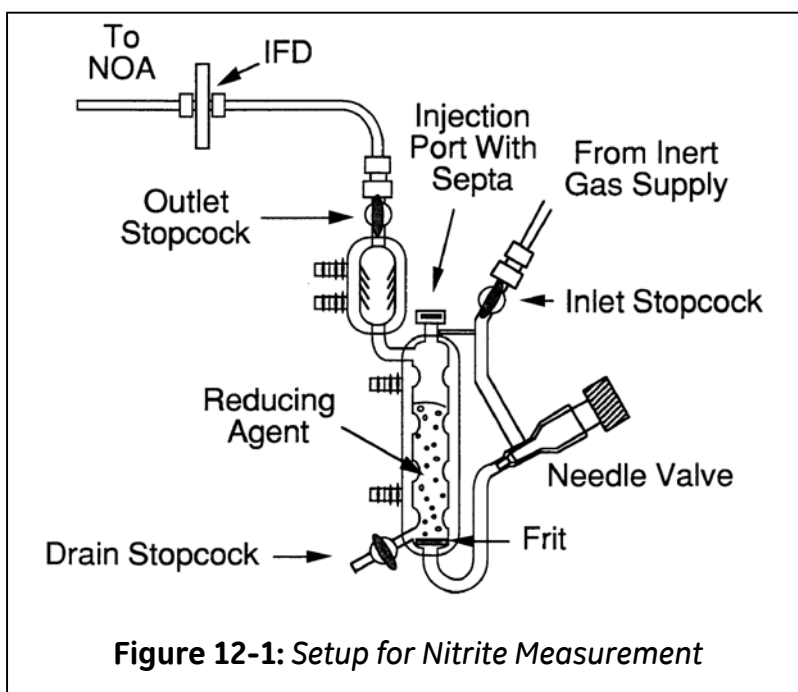 To
NOA
IFD
Injection
Port With
Septa
From Inert
Gas Supply
Outlet
Stopcock
Inlet Stopcock
Reducing
Agent
Needle Valve
Drain Stopcock
Frit
Figure 12-1: Setup for Nitrite Measurement